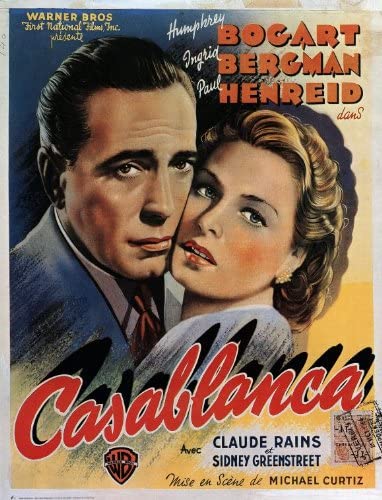 WARNER BROS
First National Films, Inc.
présente
Humphrey
BOGART
Ingrid
BERGMAN
Paul
HENREID
dans
Casablanca
Avec
CLAUDE RAINS
et
SIDNEY GREENSTREET
Mise en Scène de MICHAEL CURTIZ
WB